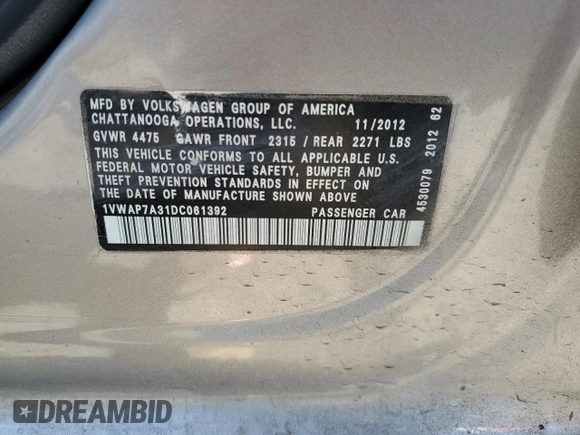 MFD BY VOLKSWAGEN GROUP OF AMERICA
CHATTANOOGA OPERATIONS, LLC. 11/2012
GVWR 4475 GAWR FRONT 2315 / REAR 2271 LBS
THIS VEHICLE CONFORMS TO ALL APPLICABLE U.S.
FEDERAL MOTOR VEHICLE SAFETY, BUMPER AND
THEFT PREVENTION STANDARDS IN EFFECT ON
THE DATE OF MANUFACTURE SHOWN ABOVE
1VWAP7A31DC061392 PASSENGER CAR
4530079 2012 62
DREAMBID